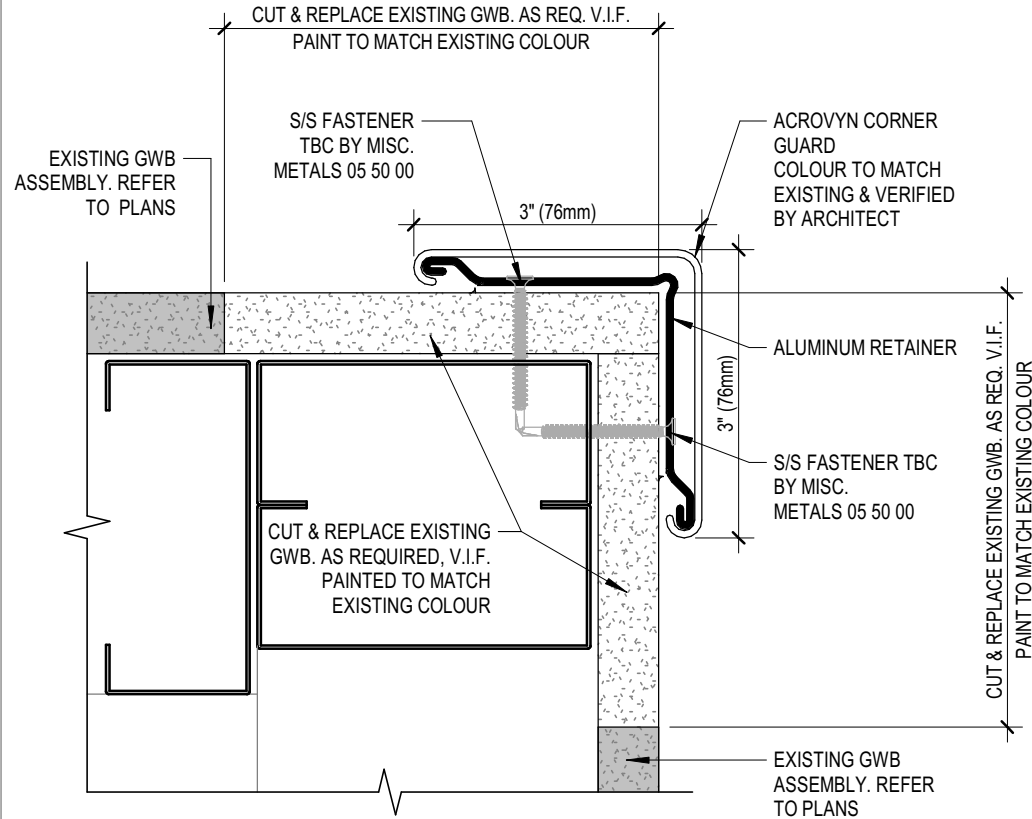 CUT & REPLACE EXISTING GWB. AS REQ. V.I.F.
PAINT TO MATCH EXISTING COLOUR
S/S FASTENER
TBC BY MISC.
METALS 05 50 00
ACROVYN CORNER
GUARD
COLOUR TO MATCH
EXISTING & VERIFIED
BY ARCHITECT
EXISTING GWB
ASSEMBLY. REFER
TO PLANS
3" (76mm)
ALUMINUM RETAINER
3" (76mm)
CUT & REPLACE EXISTING GWB. AS REQ. V.I.F.
PAINT TO MATCH EXISTING COLOUR
S/S FASTENER TBC
BY MISC.
METALS 05 50 00
CUT & REPLACE EXISTING
GWB. AS REQUIRED, V.I.F.
PAINTED TO MATCH
EXISTING COLOUR
EXISTING GWB
ASSEMBLY. REFER
TO PLANS